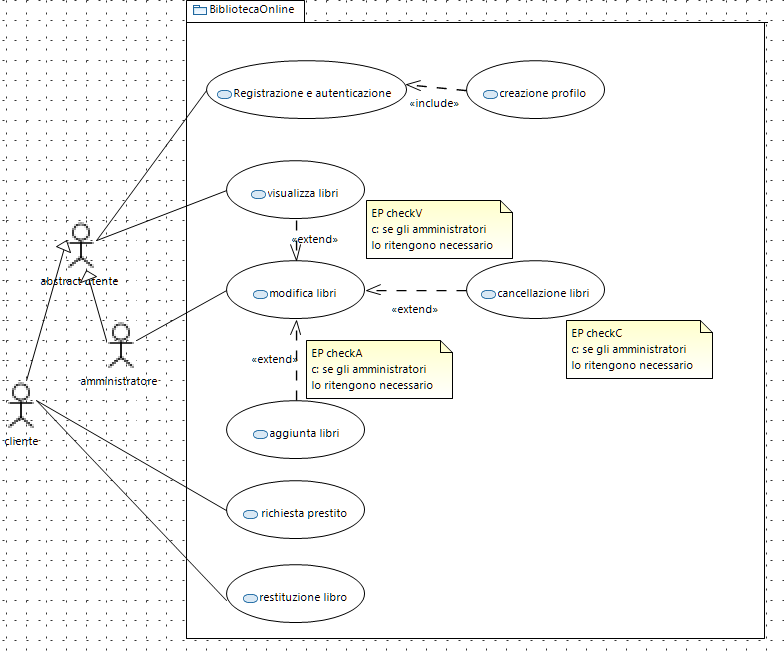 BibliotecaOnline
Registrazione e autenticazione
creazione profilo
«include»
visualizza libri
EP checkV
c: se gli amministratori
lo ritengono necessario
«extend»
abstract utente
modifica libri
cancellazione libri
«extend»
EP checkC
c: se gli amministratori
lo ritengono necessario
«extend»
EP checkA
c: se gli amministratori
lo ritengono necessario
amministratore
cliente
aggiunta libri
richiesta prestito
restituzione libro